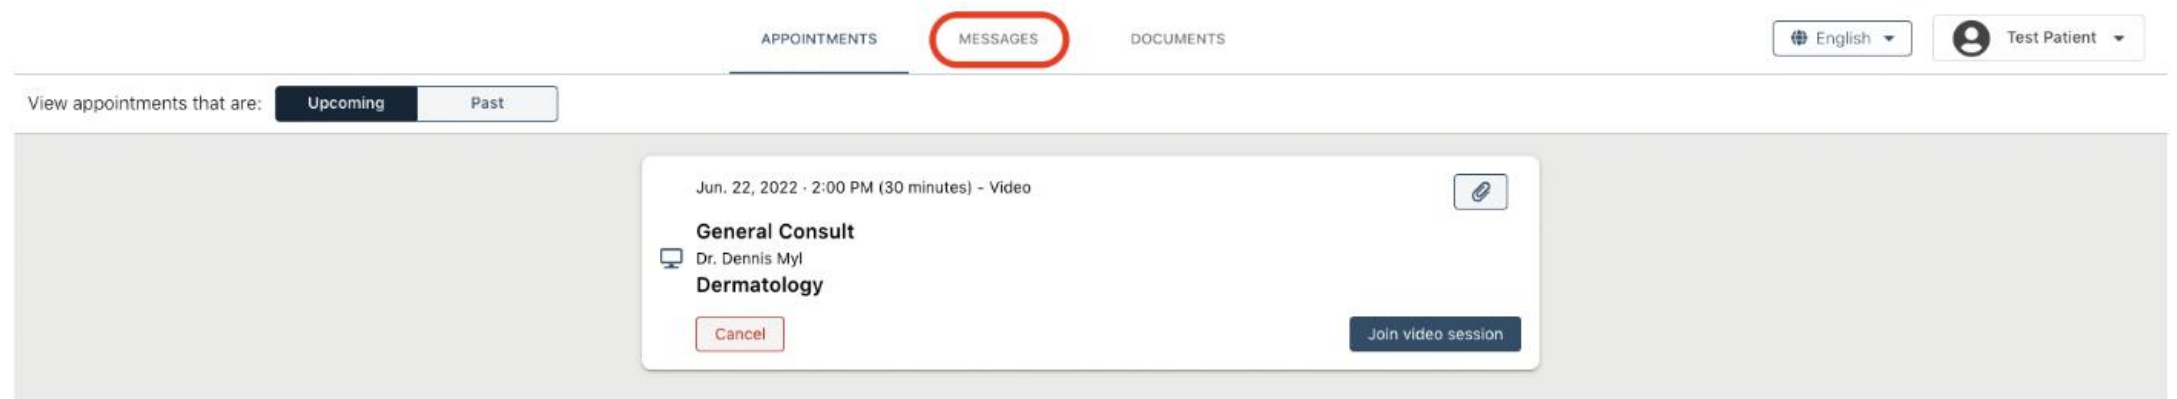 APPOINTMENTS MESSAGES DOCUMENTS English Test Patient
View appointments that are: Upcoming Past
Jun. 22, 2022 · 2:00 PM (30 minutes) - Video
General Consult
Dr. Dennis Myl
Dermatology
Cancel Join video session